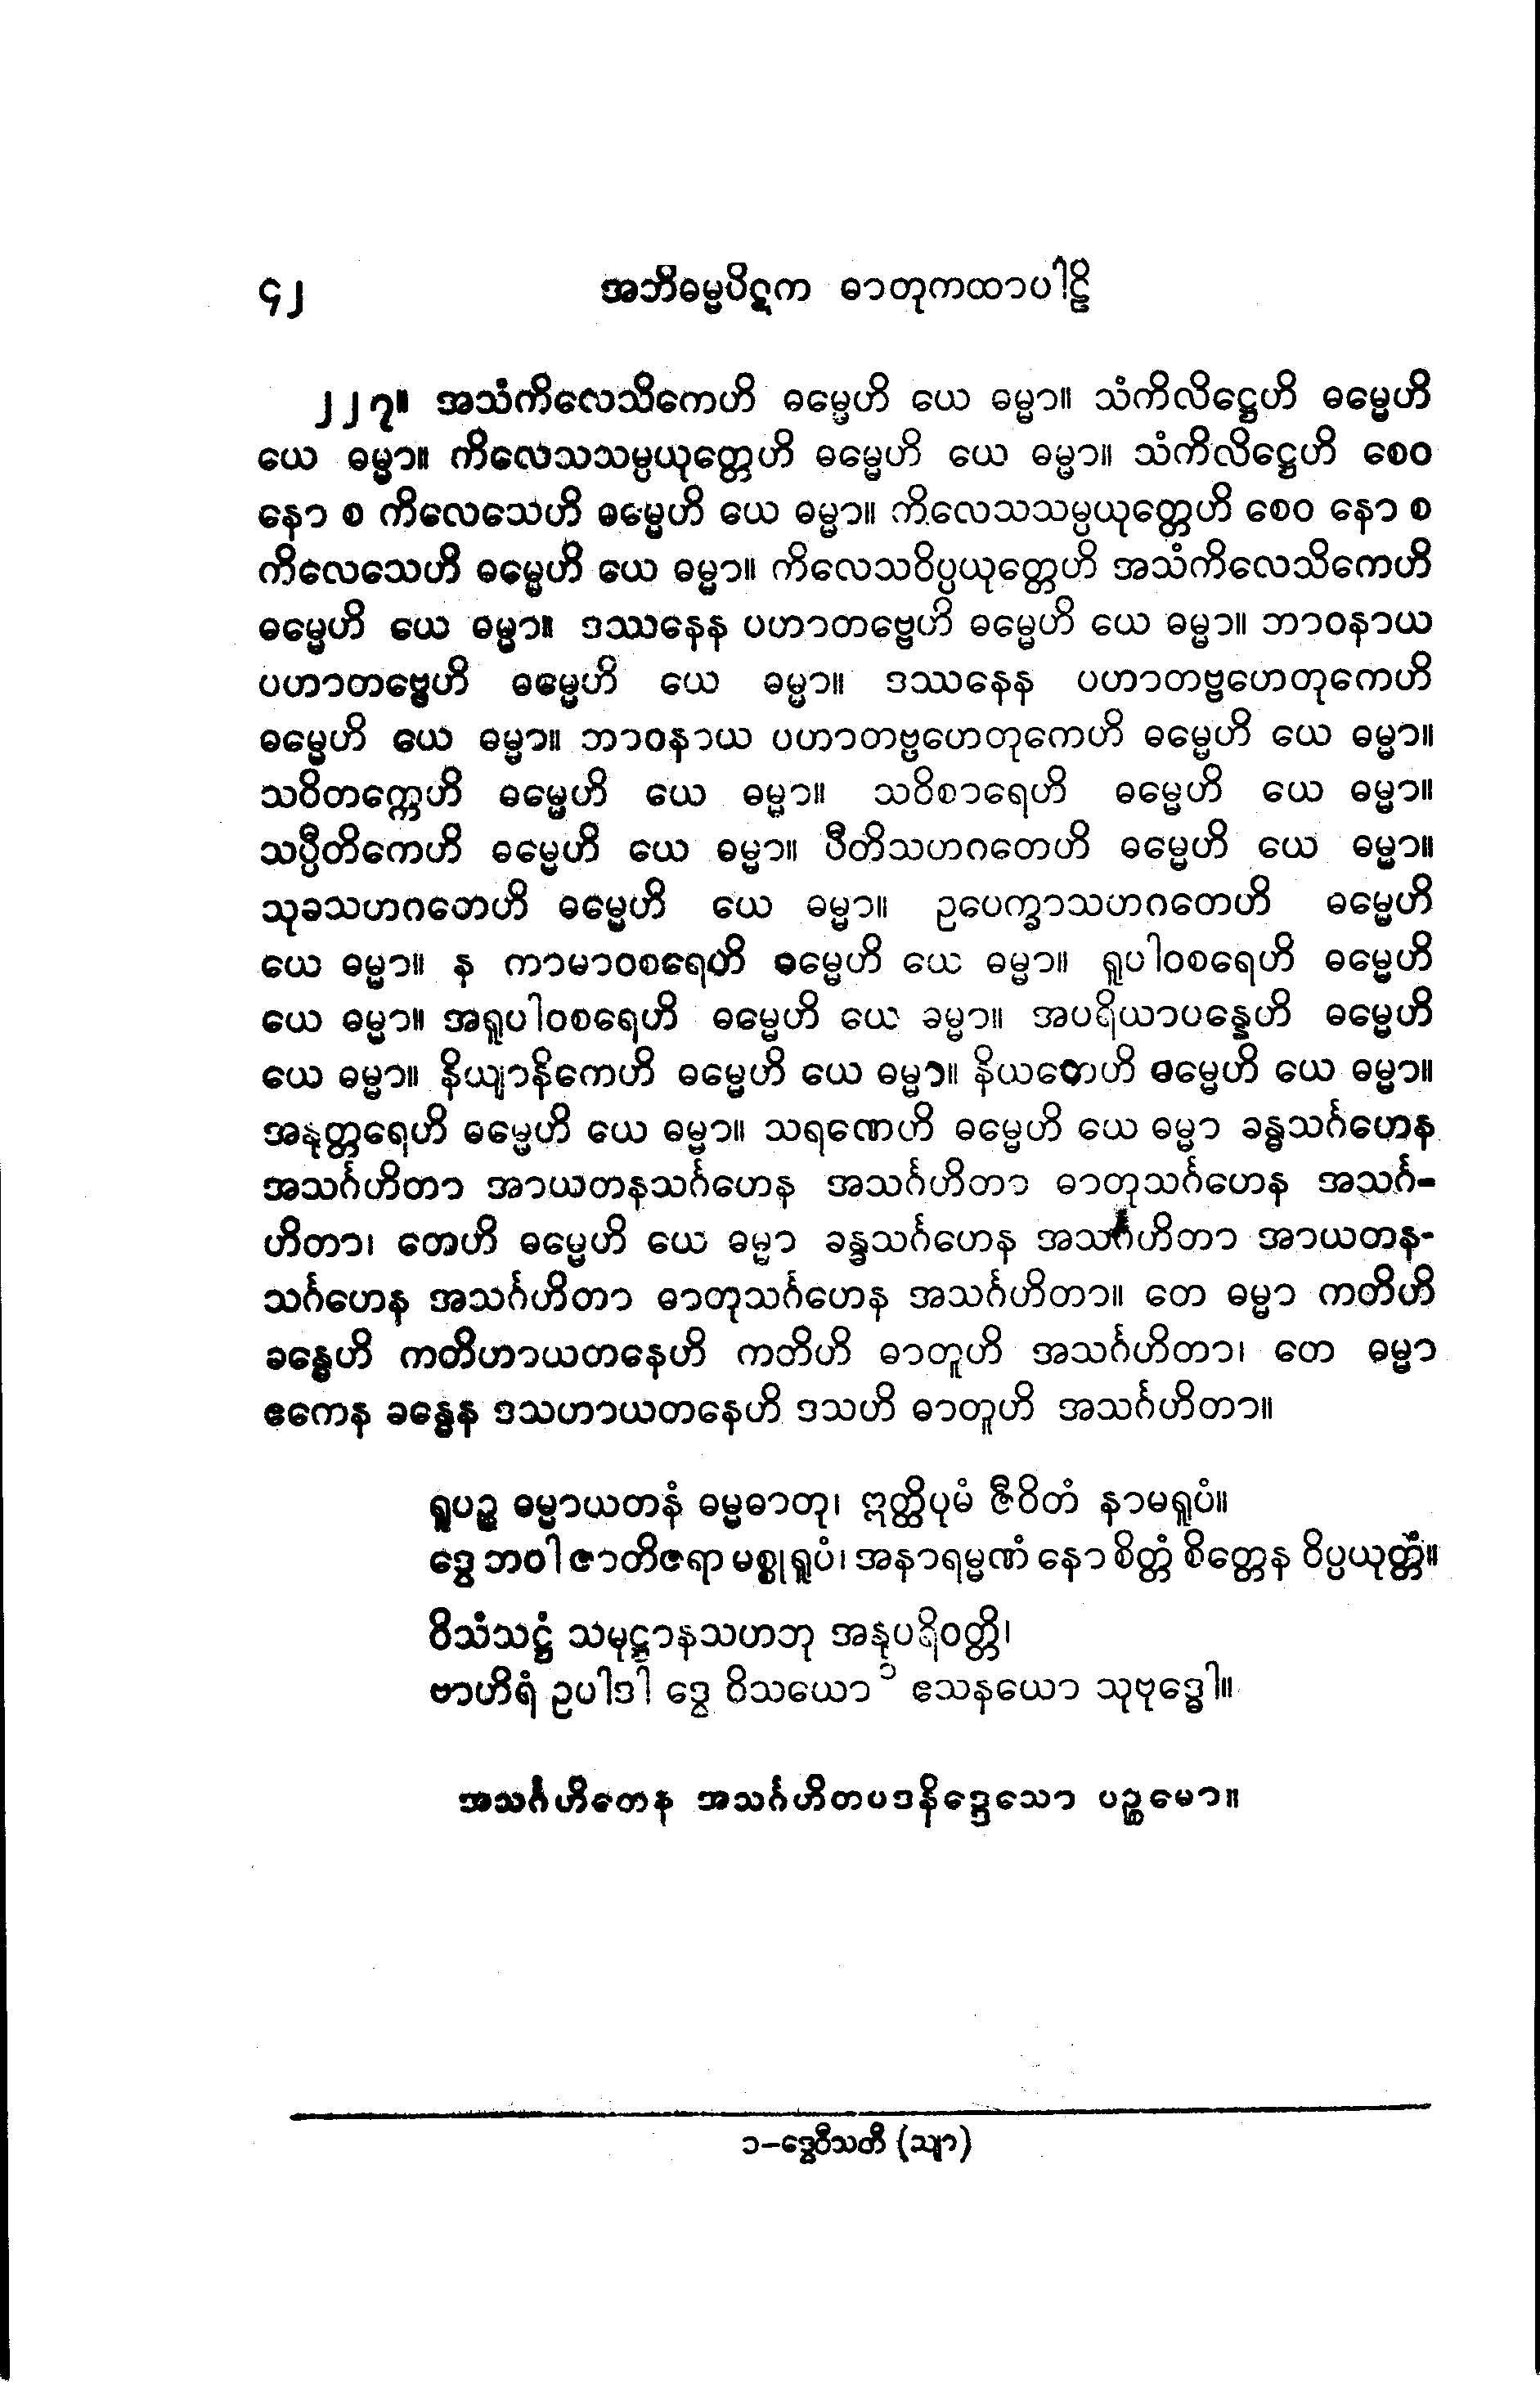 ၄၂ အဘိဓမ္မပိဋက ဓာတုကထာပါဠိ
၂၂၇။ အသံကိလေသိကေဟိ ဓမ္မေဟိ ယေ ဓမ္မာ။ သံကိလိဋ္ဌေဟိ ဓမ္မေဟိ
ယေ ဓမ္မာ။ ကိလေသသမ္ပယုတ္တေဟိ ဓမ္မေဟိ ယေ ဓမ္မာ။ သံကိလိဋ္ဌေဟိ စေဝ
နော စ ကိလေသေဟိ ဓမ္မေဟိ ယေ ဓမ္မာ။ ကိလေသသမ္ပယုတ္တေဟိ စေဝ နော စ
ကိလေသေဟိ ဓမ္မေဟိ ယေ ဓမ္မာ။ ကိလေသဝိပ္ပယုတ္တေဟိ အသံကိလေသိကေဟိ
ဓမ္မေဟိ ယေ ဓမ္မာ။ ဒဿနေန ပဟာတဗ္ဗေဟိ ဓမ္မေဟိ ယေ ဓမ္မာ။ ဘာဝနာယ
ပဟာတဗ္ဗေဟိ ဓမ္မေဟိ ယေ ဓမ္မာ။ ဒဿနေန ပဟာတဗ္ဗဟေတုကေဟိ
ဓမ္မေဟိ ယေ ဓမ္မာ။ ဘာဝနာယ ပဟာတဗ္ဗဟေတုကေဟိ ဓမ္မေဟိ ယေ ဓမ္မာ။
သဝိတက္ကေဟိ ဓမ္မေဟိ ယေ ဓမ္မာ။ သဝိစာရေဟိ ဓမ္မေဟိ ယေ ဓမ္မာ။
သပ္ပီတိကေဟိ ဓမ္မေဟိ ယေ ဓမ္မာ။ ပီတိသဟဂတေဟိ ဓမ္မေဟိ ယေ ဓမ္မာ။
သုခသဟဂတေဟိ ဓမ္မေဟိ ယေ ဓမ္မာ။ ဥပေက္ခာသဟဂတေဟိ ဓမ္မေဟိ
ယေ ဓမ္မာ။ န ကာမာဝစရေဟိ ဓမ္မေဟိ ယေ ဓမ္မာ။ ရူပါဝစရေဟိ ဓမ္မေဟိ
ယေ ဓမ္မာ။ အရူပါဝစရေဟိ ဓမ္မေဟိ ယေ ဓမ္မာ။ အပရိယာပန္နေဟိ ဓမ္မေဟိ
ယေ ဓမ္မာ။ နိယျာနိကေဟိ ဓမ္မေဟိ ယေ ဓမ္မာ။ နိယတေဟိ ဓမ္မေဟိ ယေ ဓမ္မာ။
အနုတ္တရေဟိ ဓမ္မေဟိ ယေ ဓမ္မာ။ သရဏေဟိ ဓမ္မေဟိ ယေ ဓမ္မာ ခန္ဓသင်္ဂဟေန
အသင်္ဂဟိတာ အာယတနသင်္ဂဟေန အသင်္ဂဟိတာ ဓာတုသင်္ဂဟေန အသင်္ဂ-
ဟိတာ၊ တေဟိ ဓမ္မေဟိ ယေ ဓမ္မာ ခန္ဓသင်္ဂဟေန အသင်္ဂဟိတာ အာယတန-
သင်္ဂဟေန အသင်္ဂဟိတာ ဓာတုသင်္ဂဟေန အသင်္ဂဟိတာ။ တေ ဓမ္မာ ကတိဟိ
ခန္ဓေဟိ ကတိဟာယတနေဟိ ကတိဟိ ဓာတူဟိ အသင်္ဂဟိတာ၊ တေ ဓမ္မာ
ဧကေန ခန္ဓေန ဒသဟာယတနေဟိ ဒသဟိ ဓာတူဟိ အသင်္ဂဟိတာ။
ရူပဉ္စ ဓမ္မာယတနံ ဓမ္မဓာတု၊ ဣတ္ထိပုမံ ဇီဝိတံ နာမရူပံ။
ဒွေ ဘဝါ ဇာတိဇရာ မစ္စုရူပံ၊ အနာရမ္မဏံ နော စိတ္တံ စိတ္တေန ဝိပ္ပယုတ္တံ။
ဝိသံသဋ္ဌံ သမုဋ္ဌာနသဟဘု အနုပရိဝတ္တိ၊
ဗာဟိရံ ဥပါဒါ ဒွေ ဝိသယော ၁ ဧသနယော သုဗုဒ္ဓေါ။
အသင်္ဂဟိတေန အသင်္ဂဟိတပဒနိဒ္ဒေသော ပဉ္စမော။
၁-ဒွေဝီသတိ (သျာ)